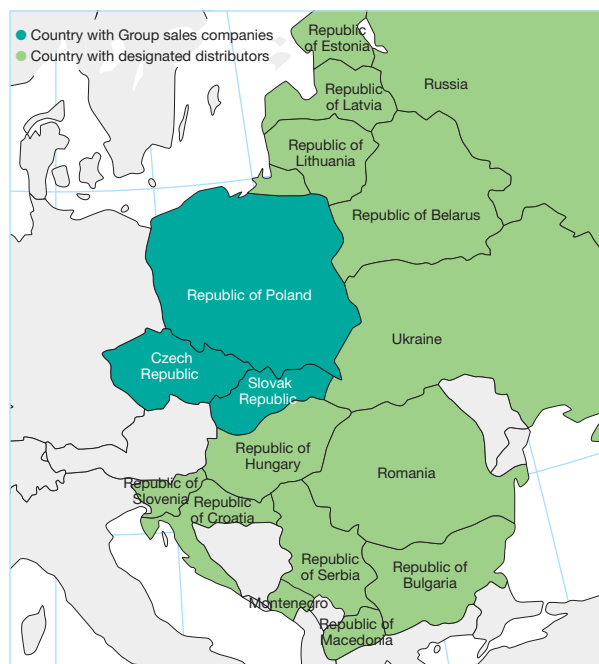 Country with Group sales companies
Country with designated distributors
Republic
of Estonia
Russia
Republic
of Latvia
Republic of
Lithuania
Republic of Belarus
Republic of Poland
Ukraine
Czech
Republic
Slovak
Republic
Republic of
Hungary
Romania
Republic of
Slovenia
Republic
of Croatia
Republic
of Serbia
Republic of
Bulgaria
Montenegro
Republic of
Macedonia